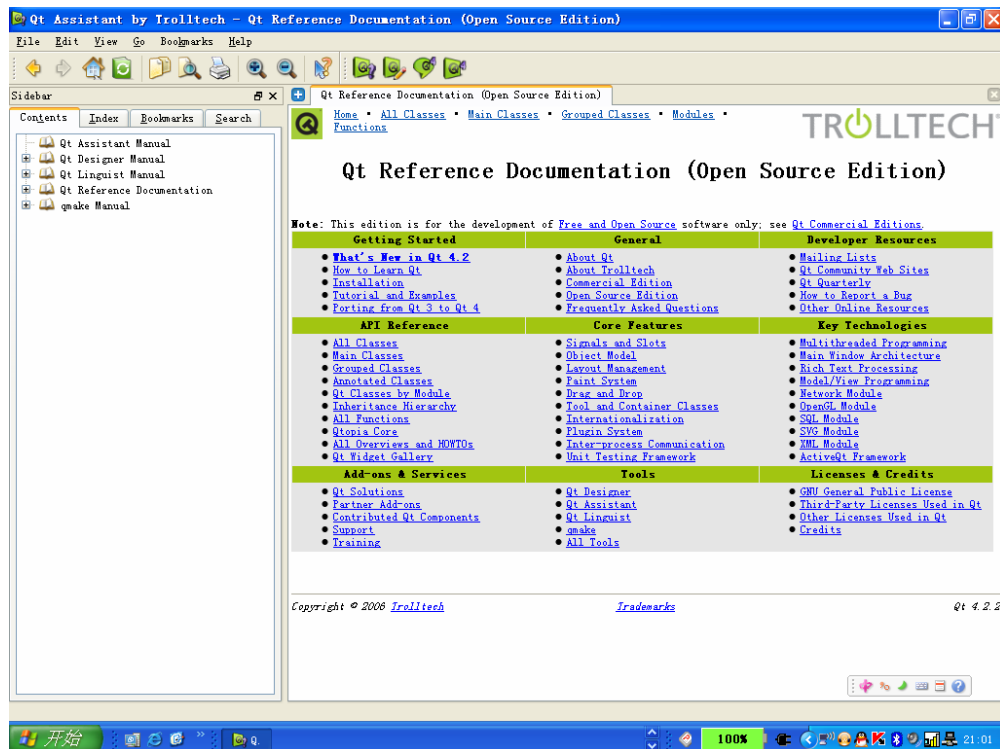 Qt Assistant by Trolltech - Qt Reference Documentation (Open Source Edition)
File Edit View Go Bookmarks Help
Sidebar
Contents Index Bookmarks Search
Qt Assistant Manual
Qt Designer Manual
Qt Linguist Manual
Qt Reference Documentation
qmake Manual
Qt Reference Documentation (Open Source Edition)
Home · All Classes · Main Classes · Grouped Classes · Modules ·
Functions
TROLLTECH
Qt Reference Documentation (Open Source Edition)
Note: This edition is for the development of Free and Open Source software only; see Qt Commercial Editions.
Getting Started General Developer Resources
What's New in Qt 4.2 About Qt Mailing Lists
How to Learn Qt About Trolltech Qt Community Web Sites
Installation Commercial Edition Qt Quarterly
Tutorial and Examples Open Source Edition How to Report a Bug
Porting from Qt 3 to Qt 4 Frequently Asked Questions Other Online Resources
API Reference Core Features Key Technologies
All Classes Signals and Slots Multithreaded Programming
Main Classes Object Model Main Window Architecture
Grouped Classes Layout Management Rich Text Processing
Annotated Classes Paint System Model/View Programming
Qt Classes by Module Drag and Drop Network Module
Inheritance Hierarchy Tool and Container Classes OpenGL Module
All Functions Internationalization SQL Module
Qtopia Core Plugin System SVG Module
All Overviews and HOWTOs Inter-process Communication XML Module
Qt Widget Gallery Unit Testing Framework ActiveQt Framework
Add-ons & Services Tools Licenses & Credits
Qt Solutions Qt Designer GNU General Public License
Partner Add-ons Qt Assistant Third-Party Licenses Used in Qt
Contributed Qt Components Qt Linguist Other Licenses Used in Qt
Support qmake Credits
Training All Tools
Copyright © 2006 Trolltech Trademarks Qt 4.2.2
开始 Q. 100% 21:01